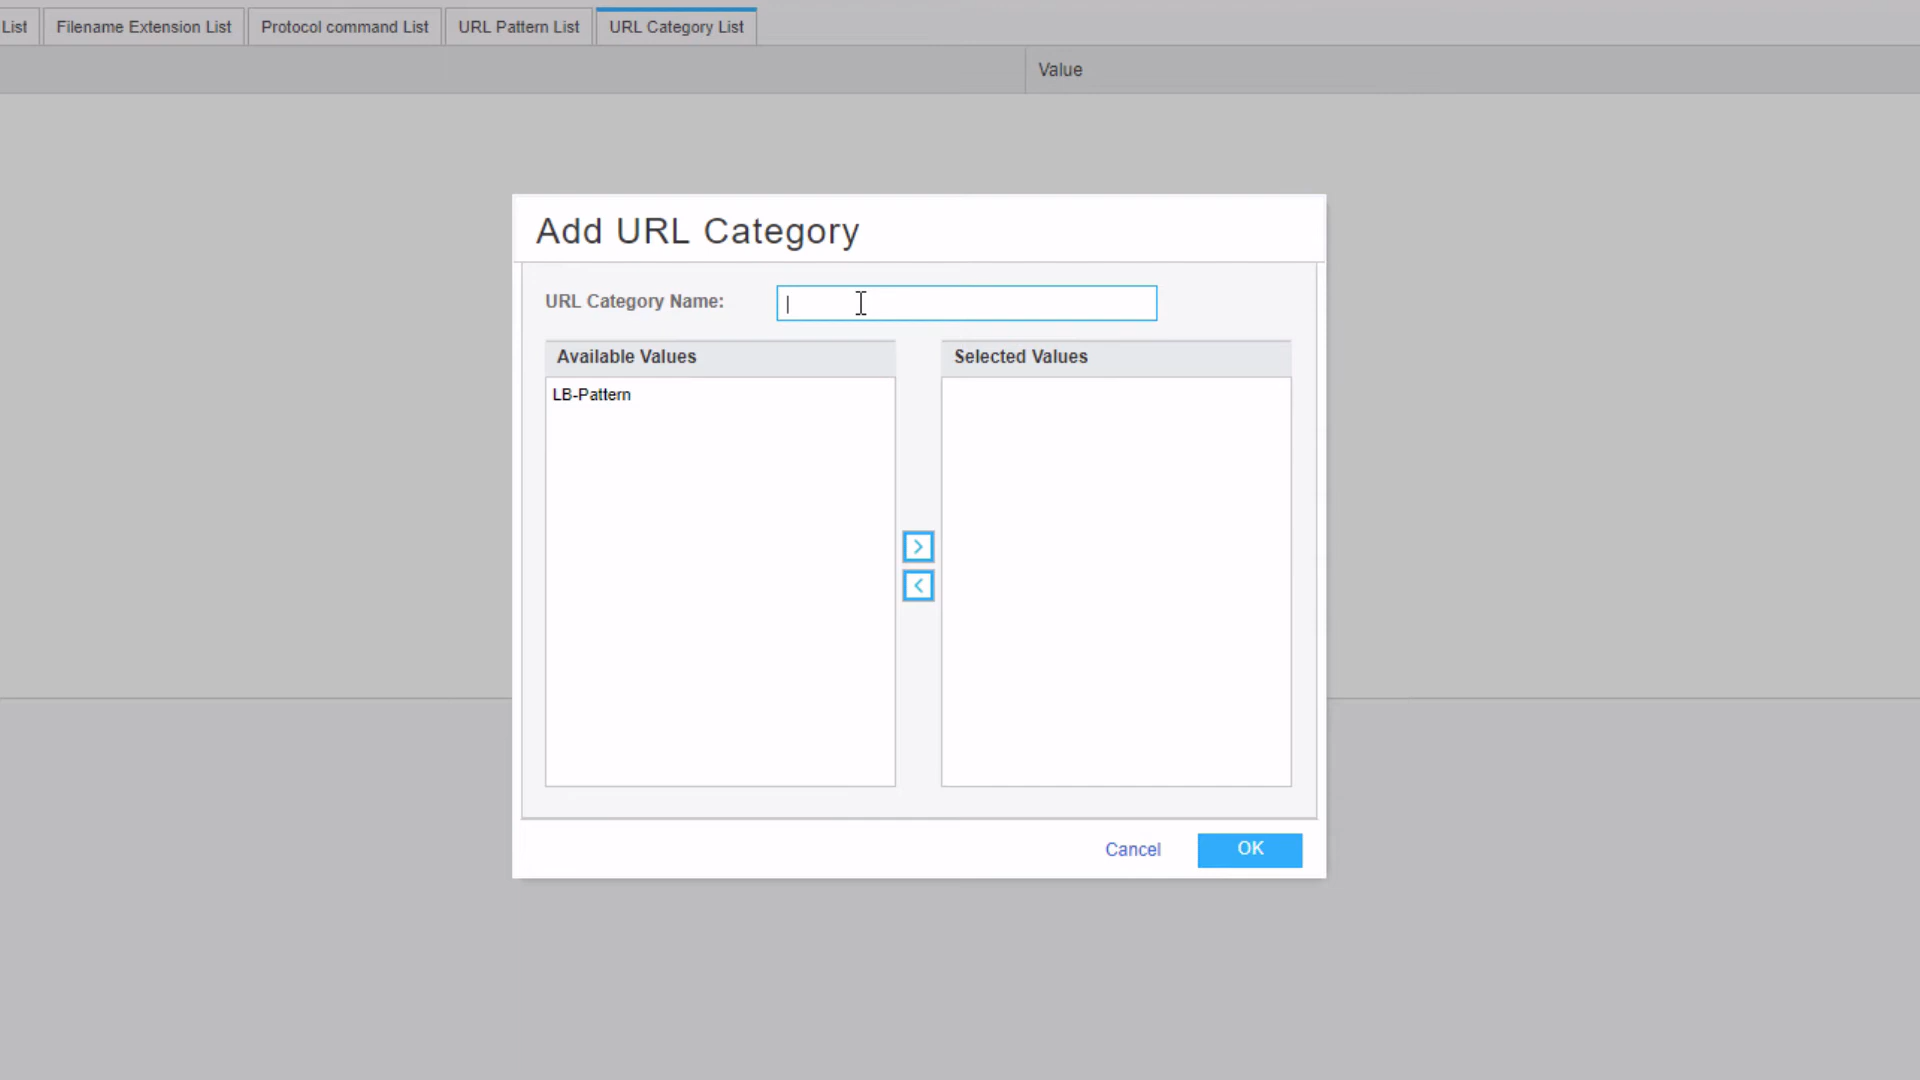 List
Filename Extension List
Protocol command List
URL Pattern List
URL Category List
Value
Add URL Category
URL Category Name:
Available Values
Selected Values
LB-Pattern
Cancel
OK